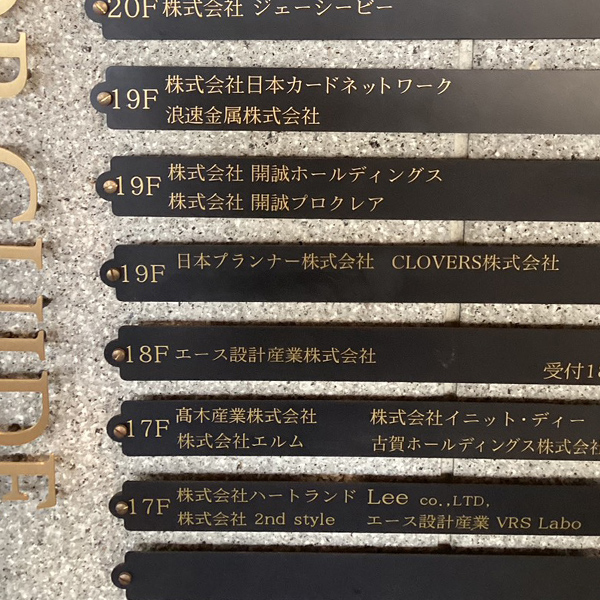 20F 株式会社 ジェーシービー
19F 株式会社日本カードネットワーク
浪速金属株式会社
19F 株式会社 開誠ホールディングス
株式会社 開誠プロクレア
19F 日本プランナー株式会社 CLOVERS株式会社
18F エース設計産業株式会社
受付18
17F 髙木産業株式会社 株式会社イニット・ディー
株式会社エルム 古賀ホールディングス株式会社
17F 株式会社ハートランド Lee co.,LTD,
株式会社 2nd style エース設計産業 VRS Labo
GUIDE